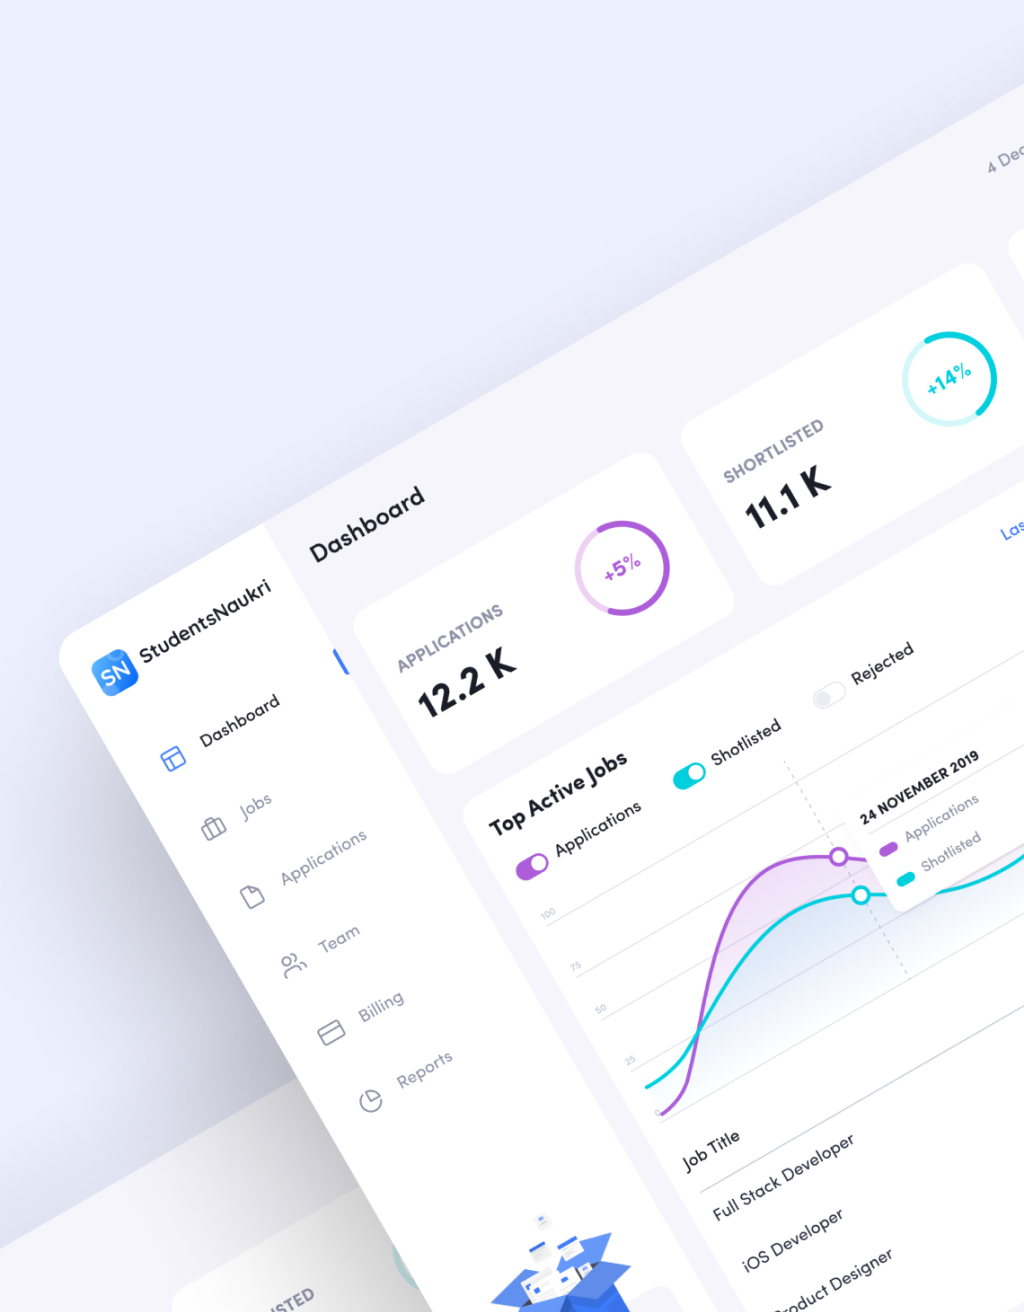 4 Dec
SN StudentsNaukri
Dashboard
Jobs
Applications
Team
Billing
Reports
Dashboard
APPLICATIONS
12.2 K
+5%
SHORTLISTED
11.1 K
+14%
Top Active Jobs
Las
Applications
Shotlisted
Rejected
100
75
50
25
0
24 NOVEMBER 2019
Applications
Shotlisted
Job Title
Full Stack Developer
iOS Developer
Product Designer
ISTED